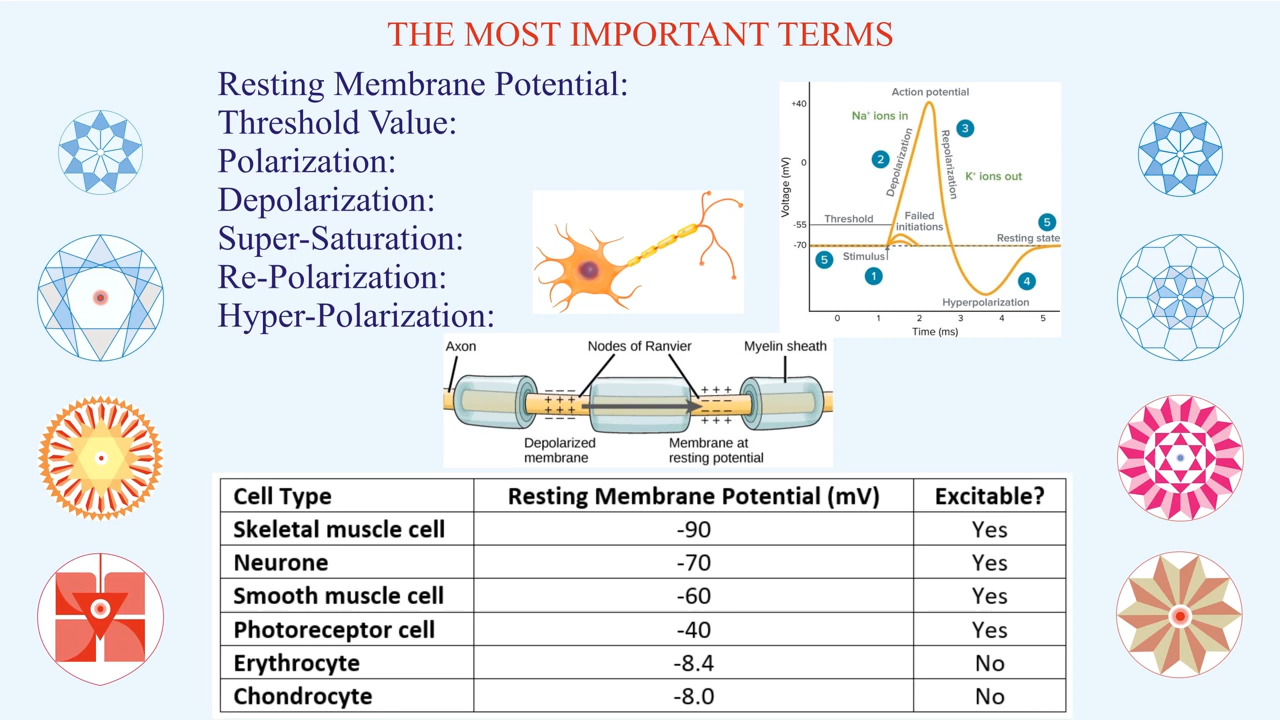 THE MOST IMPORTANT TERMS
Resting Membrane Potential:
Threshold Value:
Polarization:
Depolarization:
Super-Saturation:
Re-Polarization:
Hyper-Polarization:
Action potential
+40
Na⁺ ions in
3
2
Depolarization
Repolarization
0
K⁺ ions out
Voltage (mV)
Threshold
Failed
initiations
5
-55
Resting state
-70
5
Stimulus
1
4
Hyperpolarization
0 1 2 3 4 5
Time (ms)
Axon Nodes of Ranvier Myelin sheath
− − − + + +
+ + + − − −
+ + + − − −
− − − + + +
Depolarized
membrane
Membrane at
resting potential
Cell Type Resting Membrane Potential (mV) Excitable?
Skeletal muscle cell -90 Yes
Neurone -70 Yes
Smooth muscle cell -60 Yes
Photoreceptor cell -40 Yes
Erythrocyte -8.4 No
Chondrocyte -8.0 No